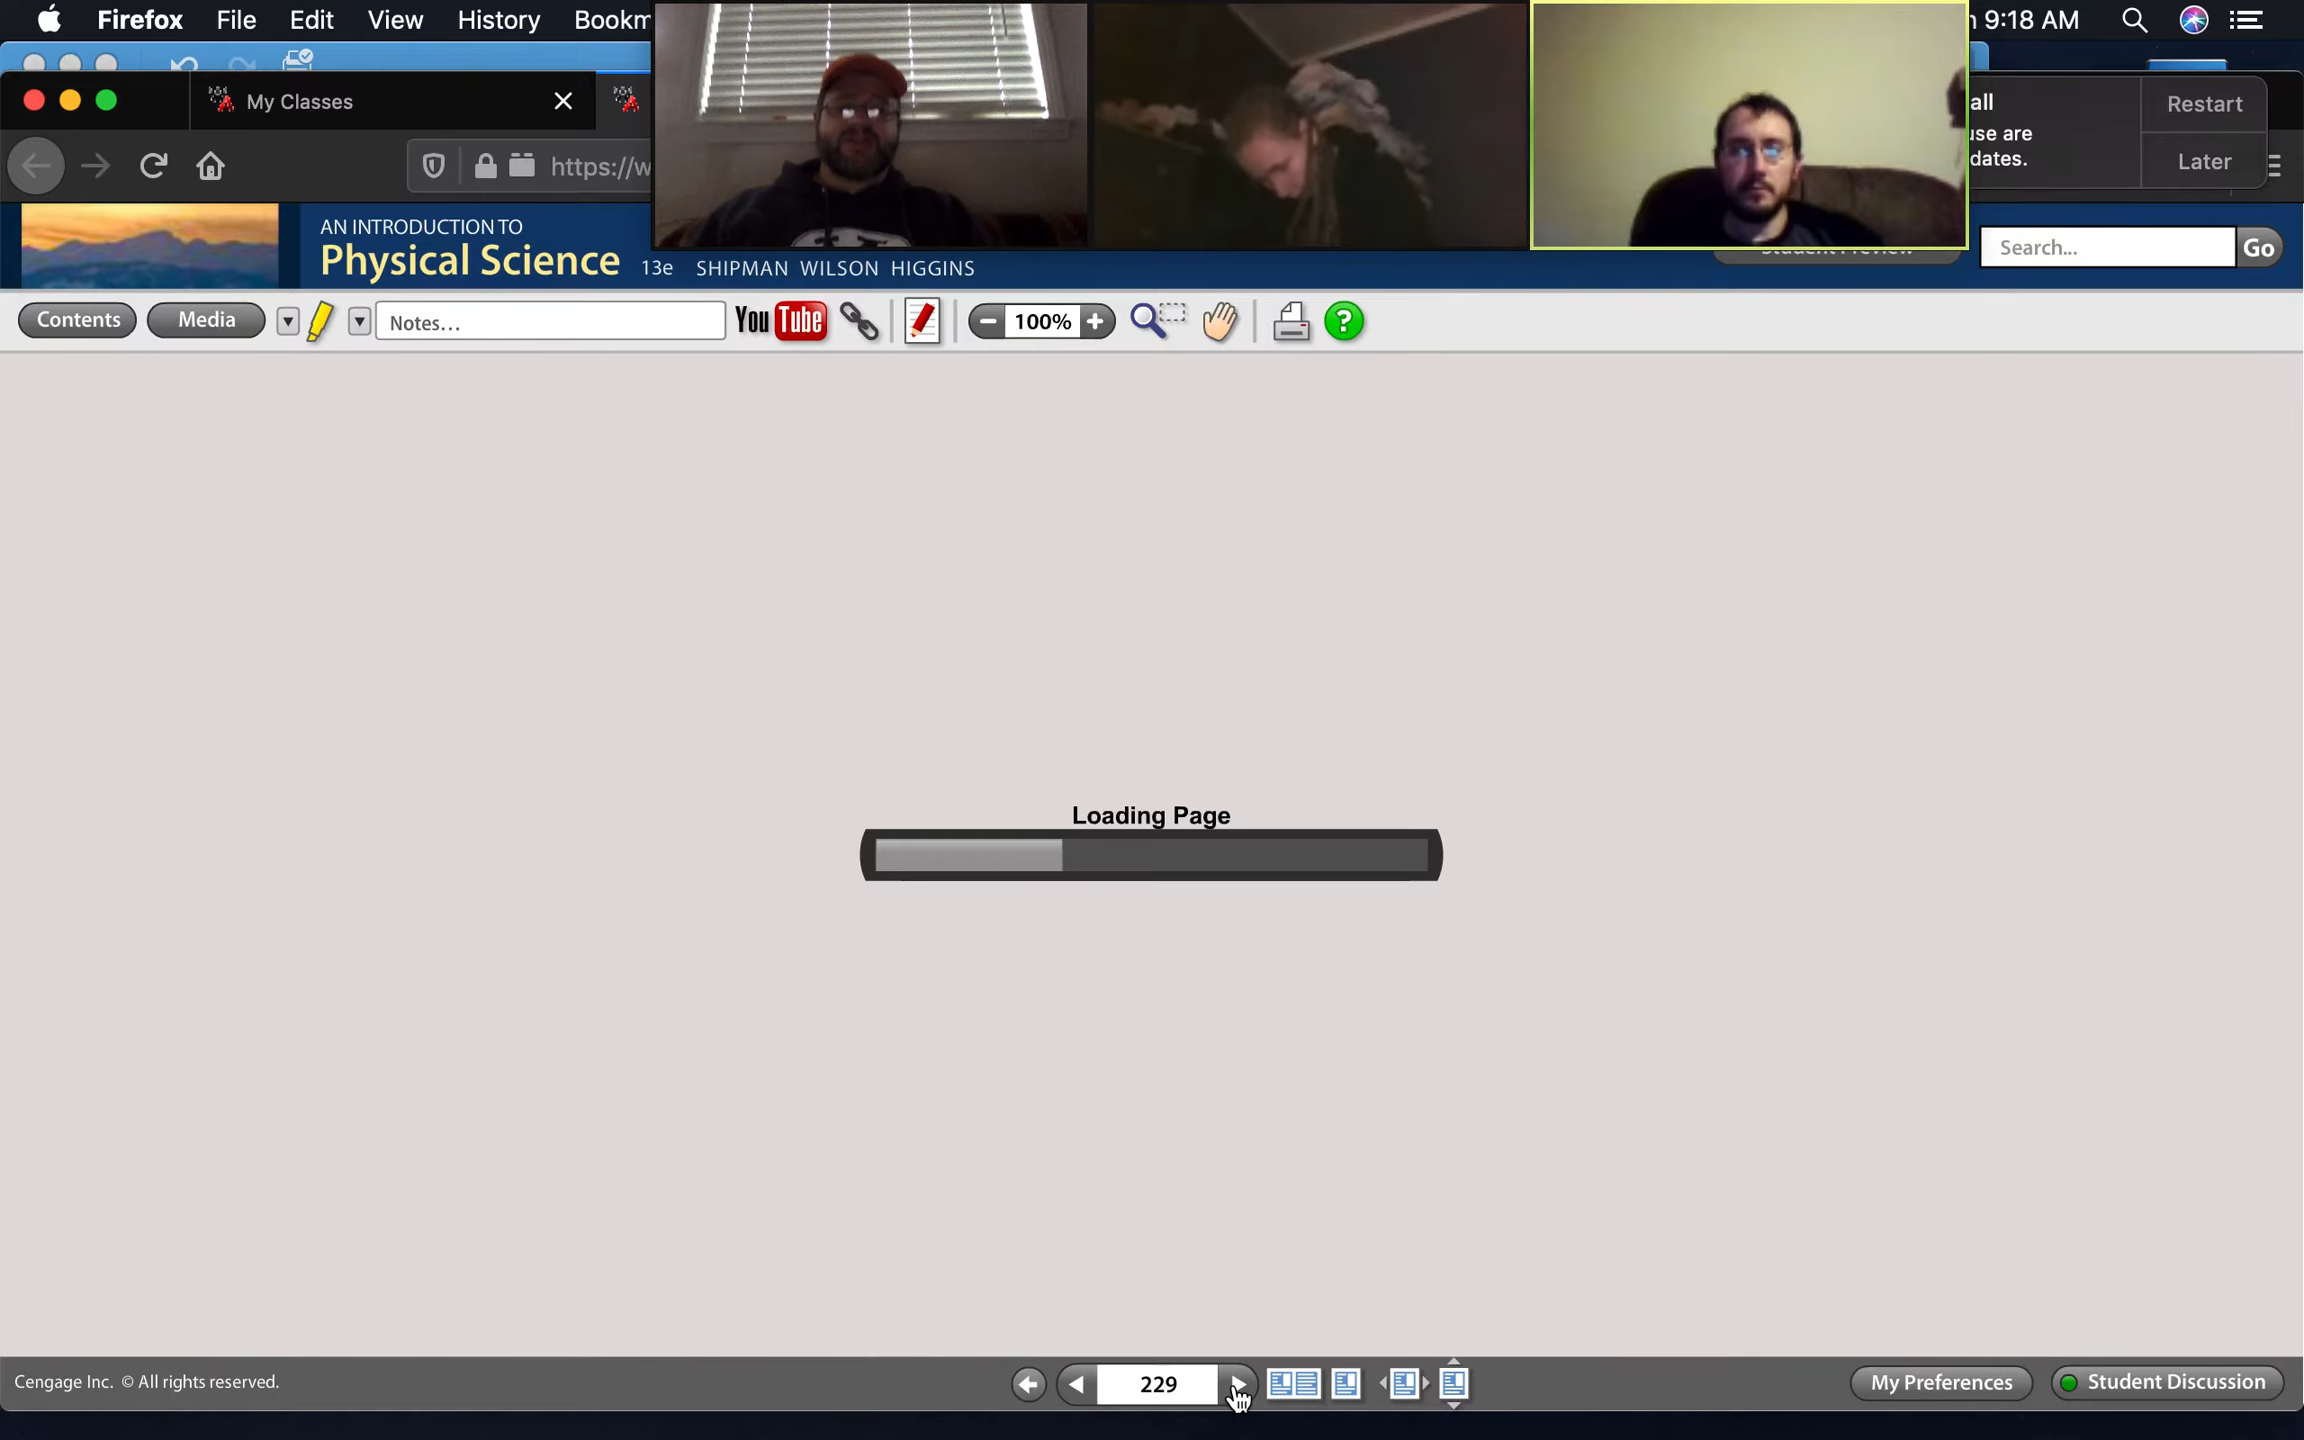 Firefox File Edit View History Bookm 9:18 AM
My Classes
all
Restart
use are
dates.
Later
https://w
AN INTRODUCTION TO
Physical Science 13e SHIPMAN WILSON HIGGINS
Search... Go
Contents Media Notes... YouTube 100% ?
Loading Page
Cengage Inc. © All rights reserved. 229 My Preferences Student Discussion